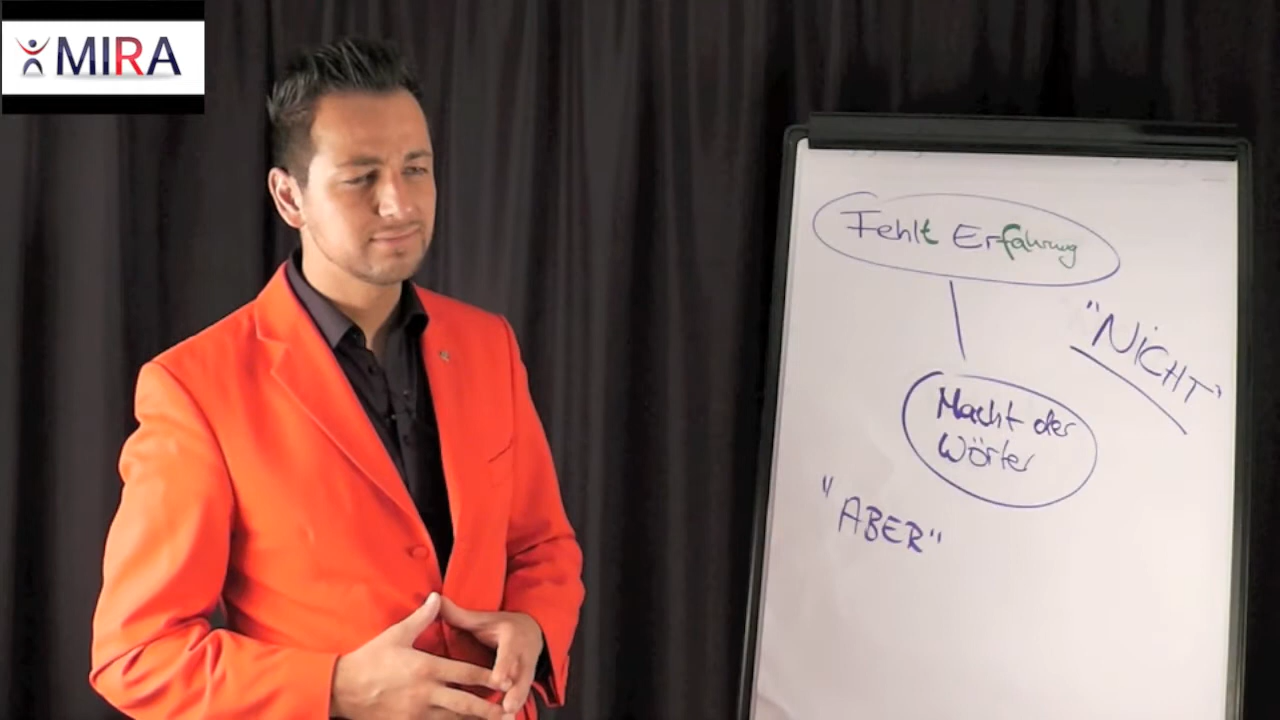 MIRA
Fehlt Erfahrung
"NICHT"
Macht der
Wörter
"ABER"